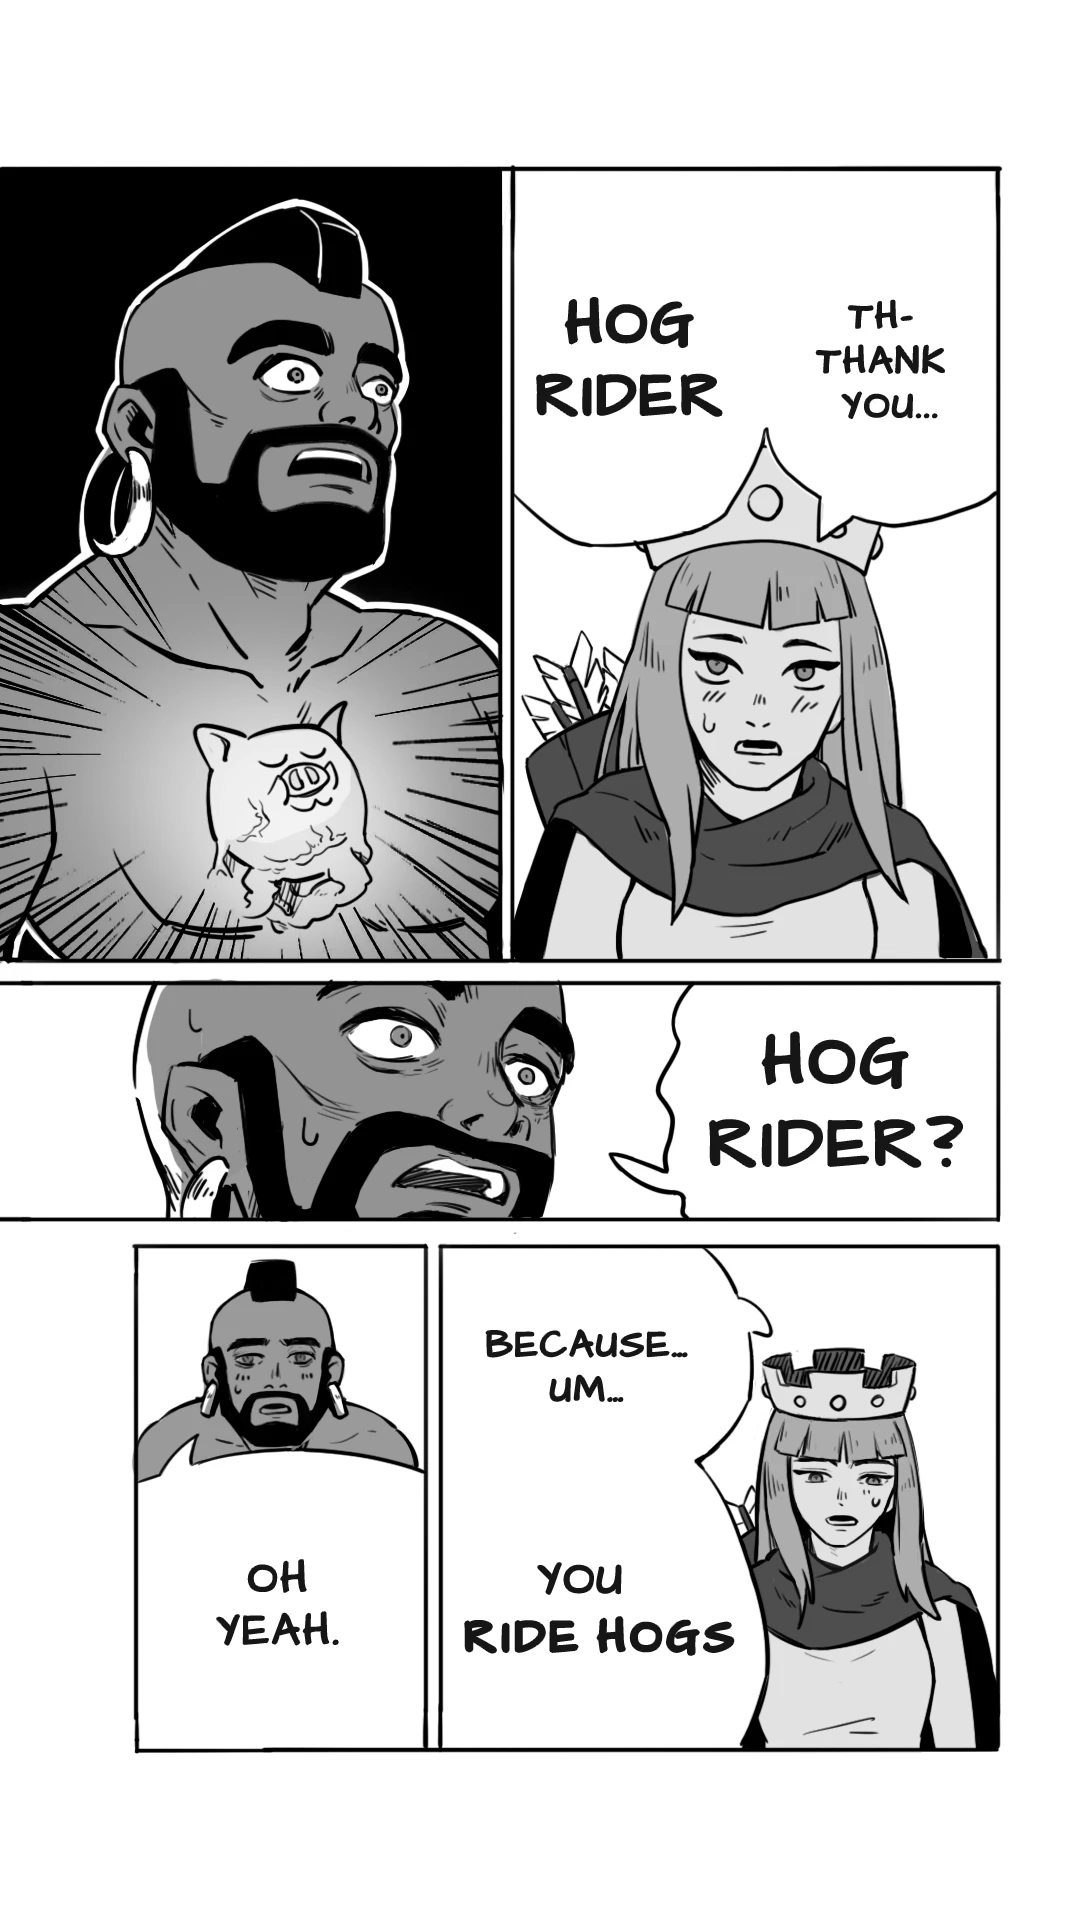 TH-
THANK
YOU...
HOG
RIDER
HOG
RIDER?
BECAUSE...
UM...
YOU
RIDE HOGS
OH
YEAH.